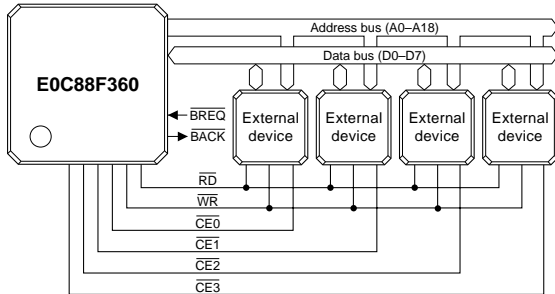 Address bus (A0–A18)
Data bus (D0–D7)
E0C88F360
BREQ
BACK
External device
External device
External device
External device
RD
WR
CE0
CE1
CE2
CE3